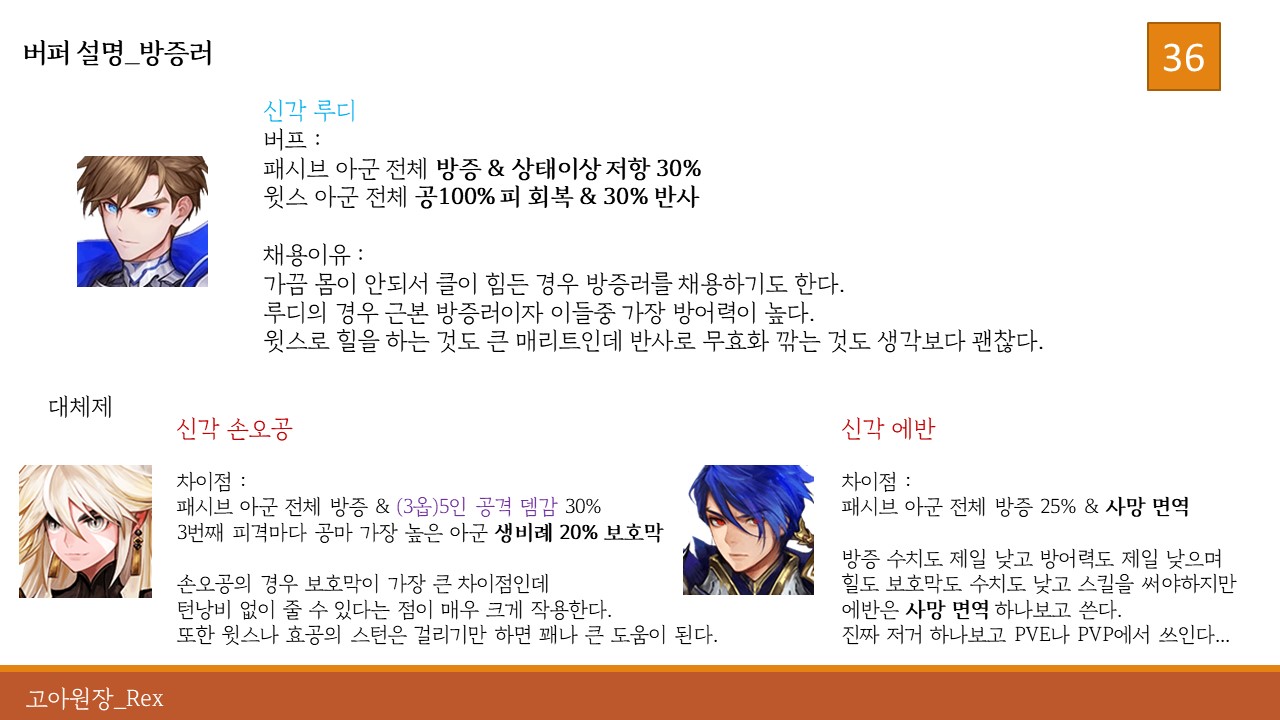 버퍼 설명_방증러
36
신각 루디
버프 :
패시브 아군 전체 방증 & 상태이상 저항 30%
윗스 아군 전체 공100% 피 회복 & 30% 반사
채용이유 :
가끔 몸이 안되서 클이 힘든 경우 방증러를 채용하기도 한다.
루디의 경우 근본 방증러이자 이들중 가장 방어력이 높다.
윗스로 힐을 하는 것도 큰 매리트인데 반사로 무효화 깎는 것도 생각보다 괜찮다.
대체제
신각 손오공
차이점 :
패시브 아군 전체 방증 & (3옵)5인 공격 뎀감 30%
3번째 피격마다 공마 가장 높은 아군 생비례 20% 보호막
손오공의 경우 보호막이 가장 큰 차이점인데
턴낭비 없이 줄 수 있다는 점이 매우 크게 작용한다.
또한 윗스나 효공의 스턴은 걸리기만 하면 꽤나 큰 도움이 된다.
신각 에반
차이점 :
패시브 아군 전체 방증 25% & 사망 면역
방증 수치도 제일 낮고 방어력도 제일 낮으며
힐도 보호막도 수치도 낮고 스킬을 써야하지만
에반은 사망 면역 하나보고 쓴다.
진짜 저거 하나보고 PVE나 PVP에서 쓰인다...
고아원장_Rex